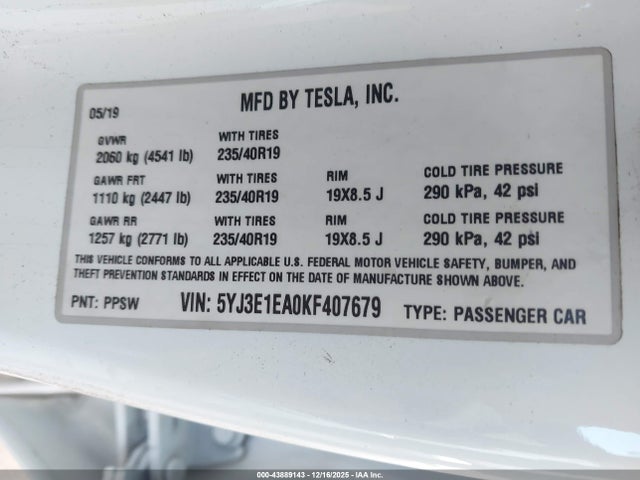 MFD BY TESLA, INC.
05/19
GVWR WITH TIRES
2060 kg (4541 lb) 235/40R19
GAWR FRT WITH TIRES RIM COLD TIRE PRESSURE
1110 kg (2447 lb) 235/40R19 19X8.5 J 290 kPa, 42 psi
GAWR RR WITH TIRES RIM COLD TIRE PRESSURE
1257 kg (2771 lb) 235/40R19 19X8.5 J 290 kPa, 42 psi
THIS VEHICLE CONFORMS TO ALL APPLICABLE U.S. FEDERAL MOTOR VEHICLE SAFETY, BUMPER, AND
THEFT PREVENTION STANDARDS IN EFFECT ON THE DATE OF MANUFACTURE SHOWN ABOVE.
PNT: PPSW VIN: 5YJ3E1EA0KF407679 TYPE: PASSENGER CAR
000-43889143 - 12/16/2025 - IAA Inc.